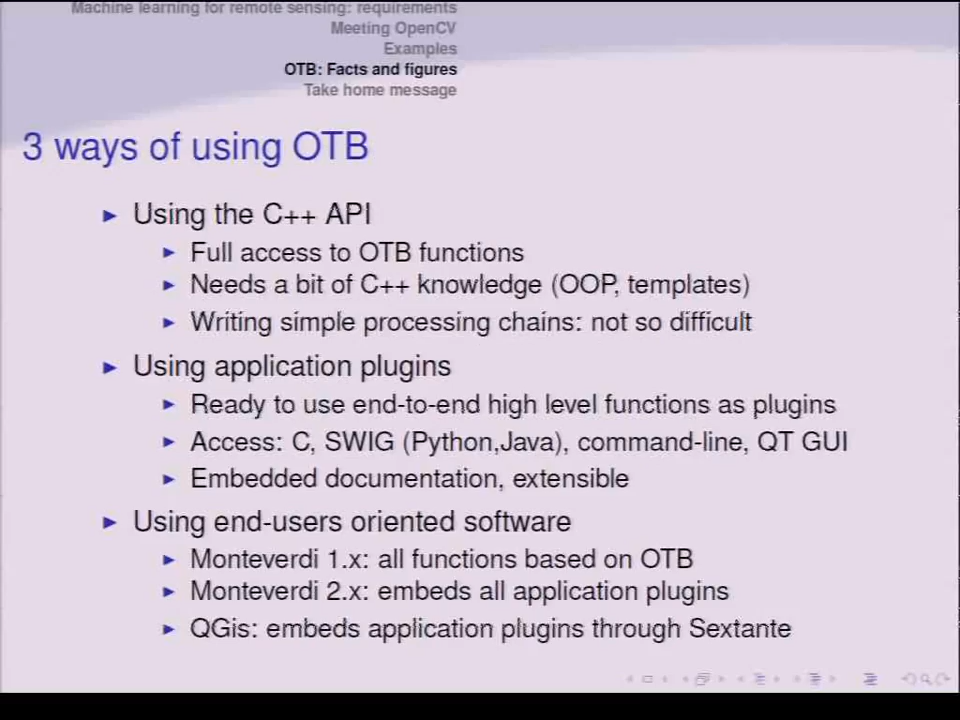 Machine learning for remote sensing: requirements
Meeting OpenCV
Examples
OTB: Facts and figures
Take home message
3 ways of using OTB
Using the C++ API
Full access to OTB functions
Needs a bit of C++ knowledge (OOP, templates)
Writing simple processing chains: not so difficult
Using application plugins
Ready to use end-to-end high level functions as plugins
Access: C, SWIG (Python,Java), command-line, QT GUI
Embedded documentation, extensible
Using end-users oriented software
Monteverdi 1.x: all functions based on OTB
Monteverdi 2.x: embeds all application plugins
QGis: embeds application plugins through Sextante